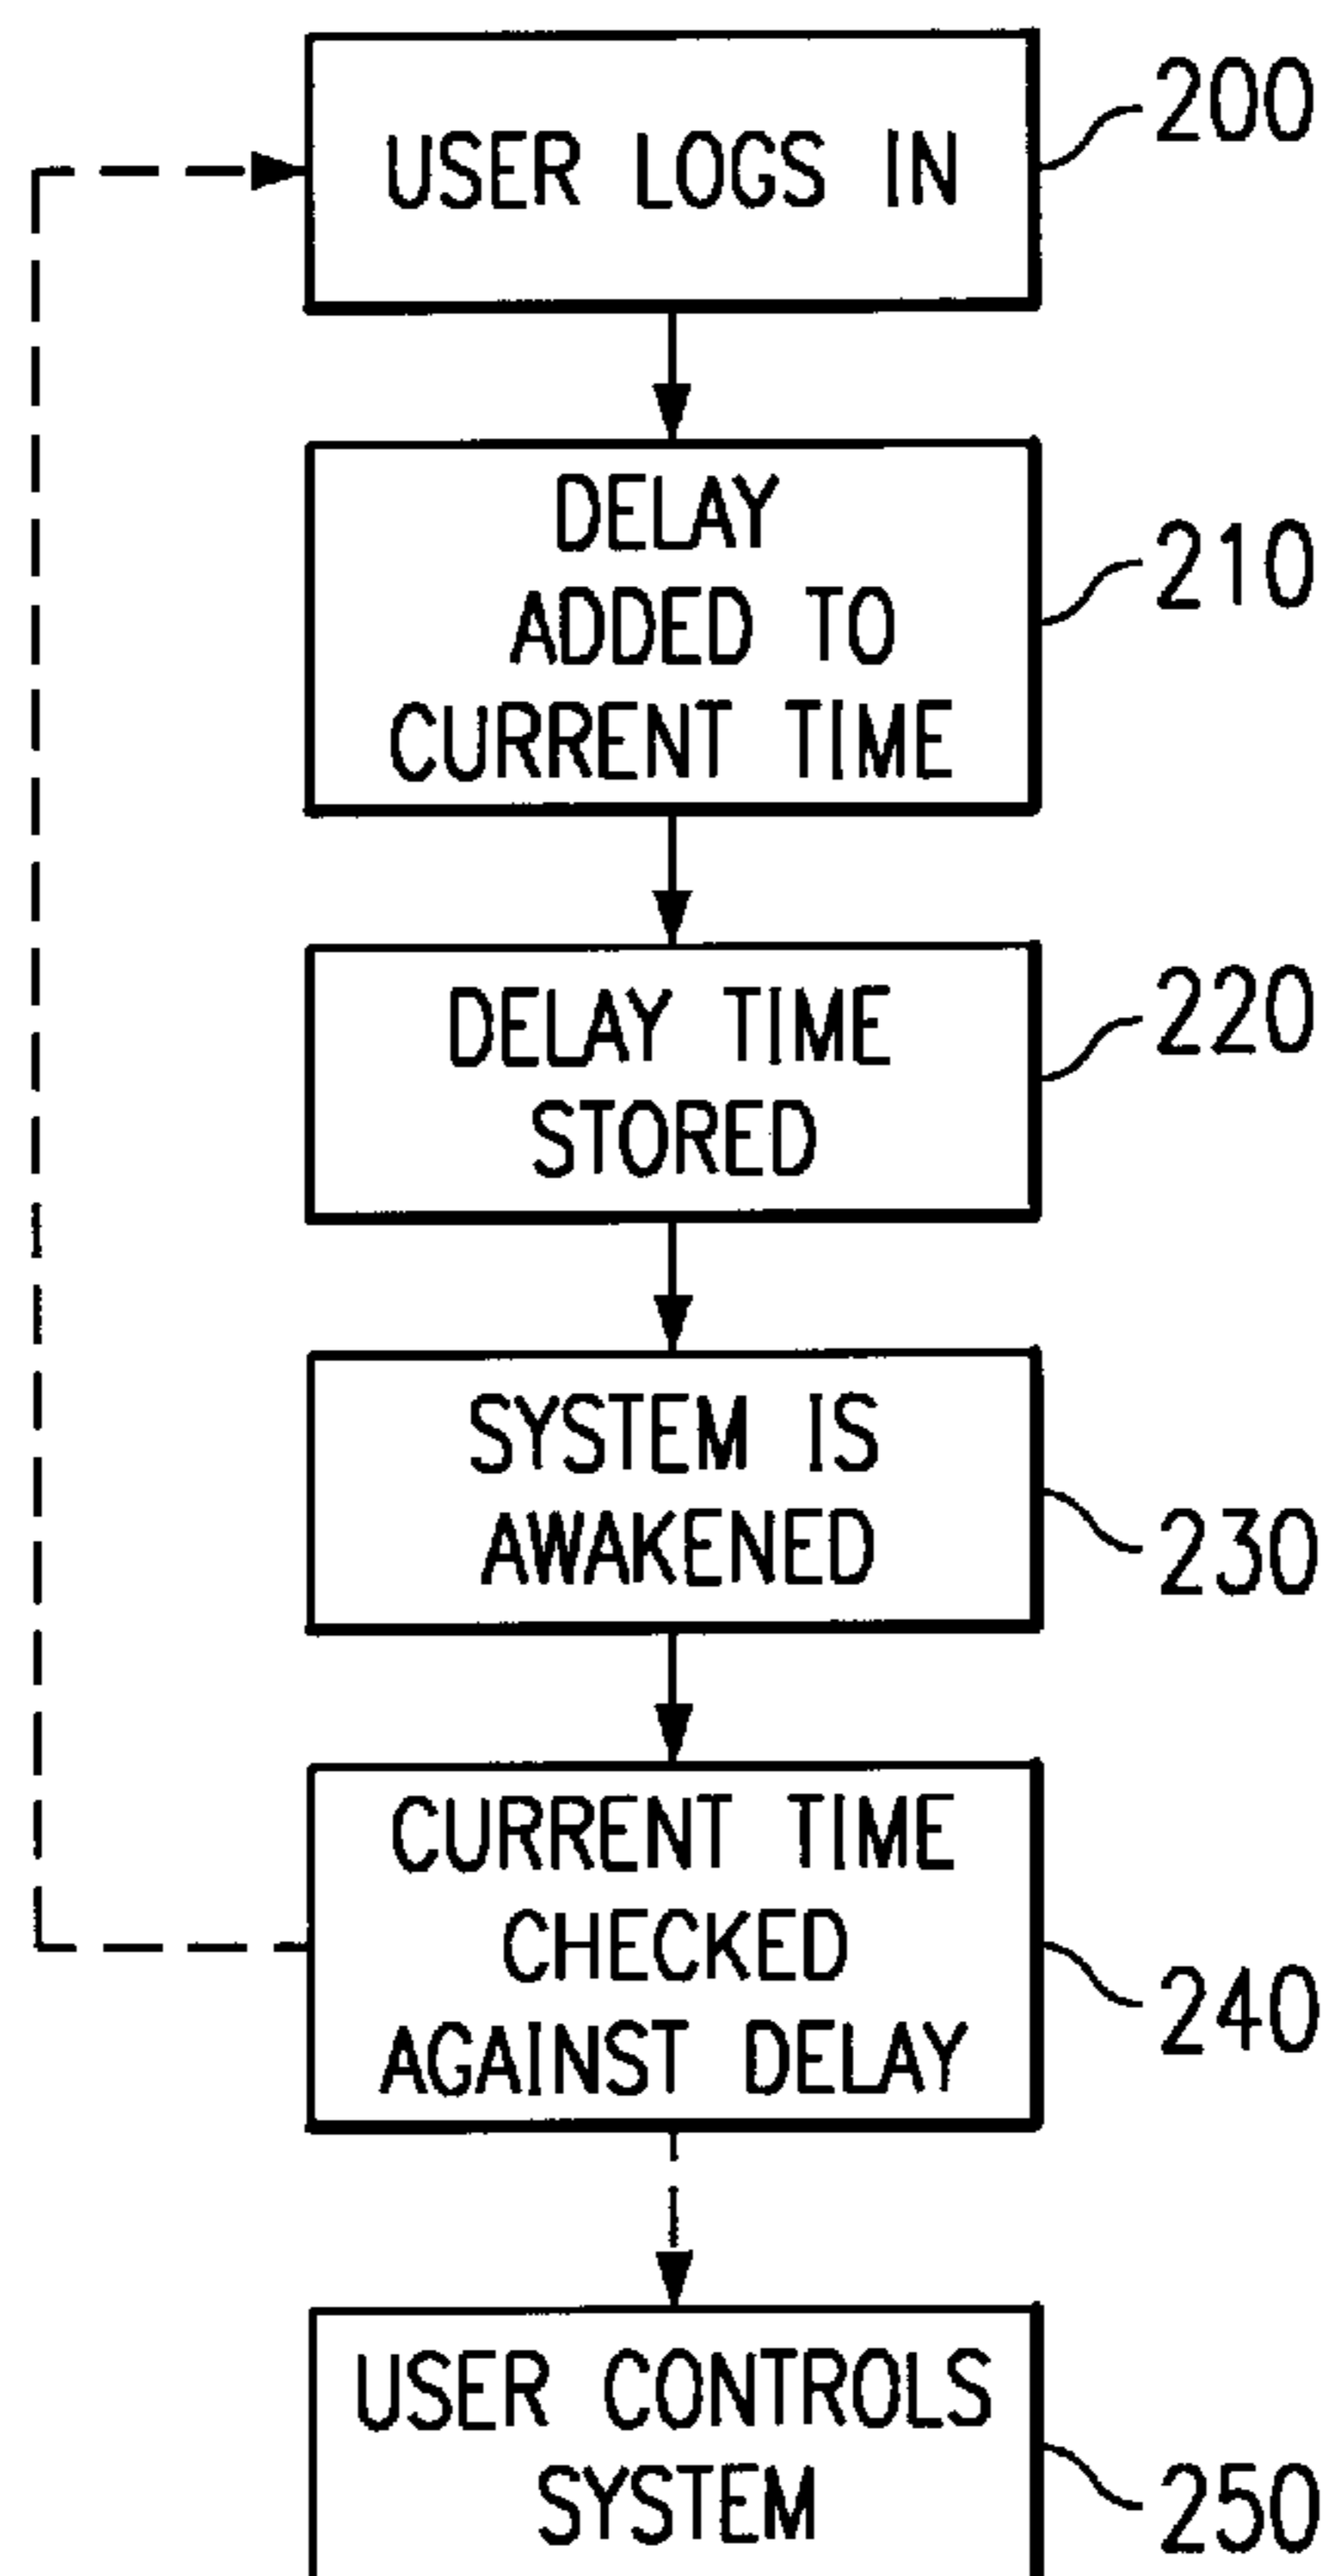 USER LOGS IN
200
DELAY
ADDED TO
CURRENT TIME
210
DELAY TIME
STORED
220
SYSTEM IS
AWAKENED
230
CURRENT TIME
CHECKED
AGAINST DELAY
240
USER CONTROLS
SYSTEM
250